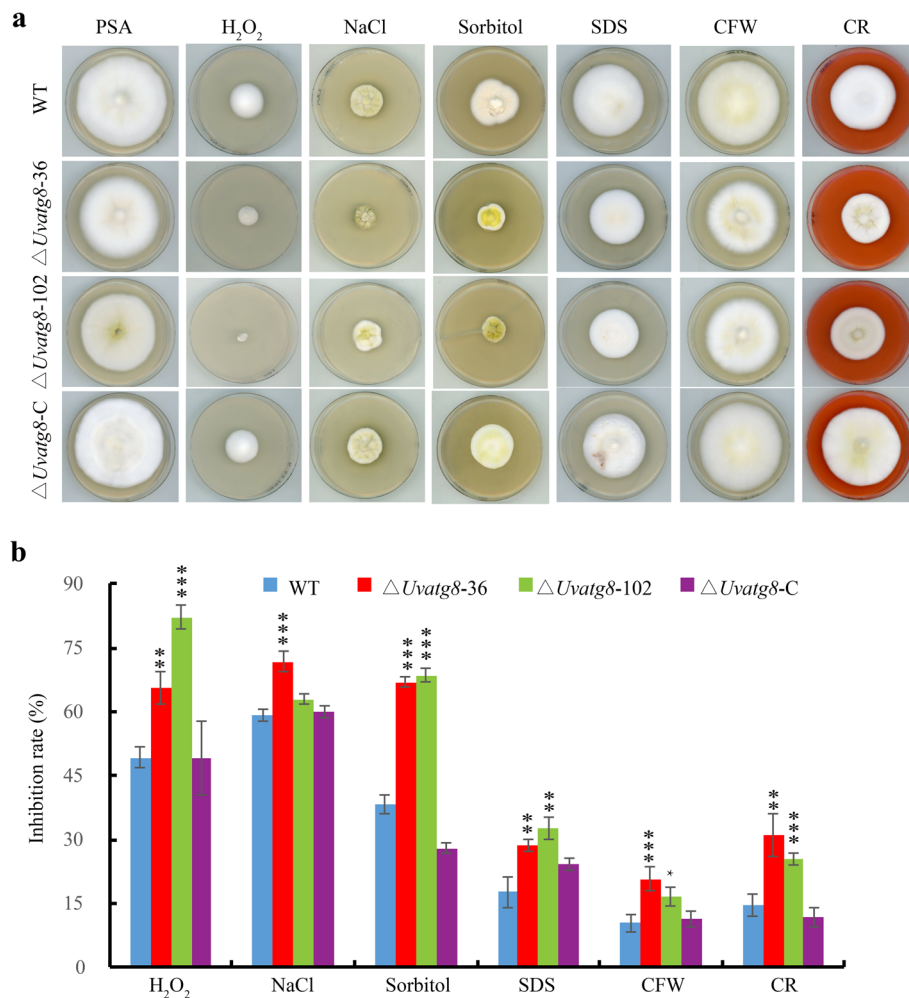 a
PSA H₂O₂ NaCl Sorbitol SDS CFW CR
WT
△Uvatg8-36
△Uvatg8-102
△Uvatg8-C
b
WT △Uvatg8-36 △Uvatg8-102 △Uvatg8-C
Inhibition rate (%)
90
75
60
45
30
15
0
** *** *** *** *** ** ** *** * ** ***
H₂O₂ NaCl Sorbitol SDS CFW CR